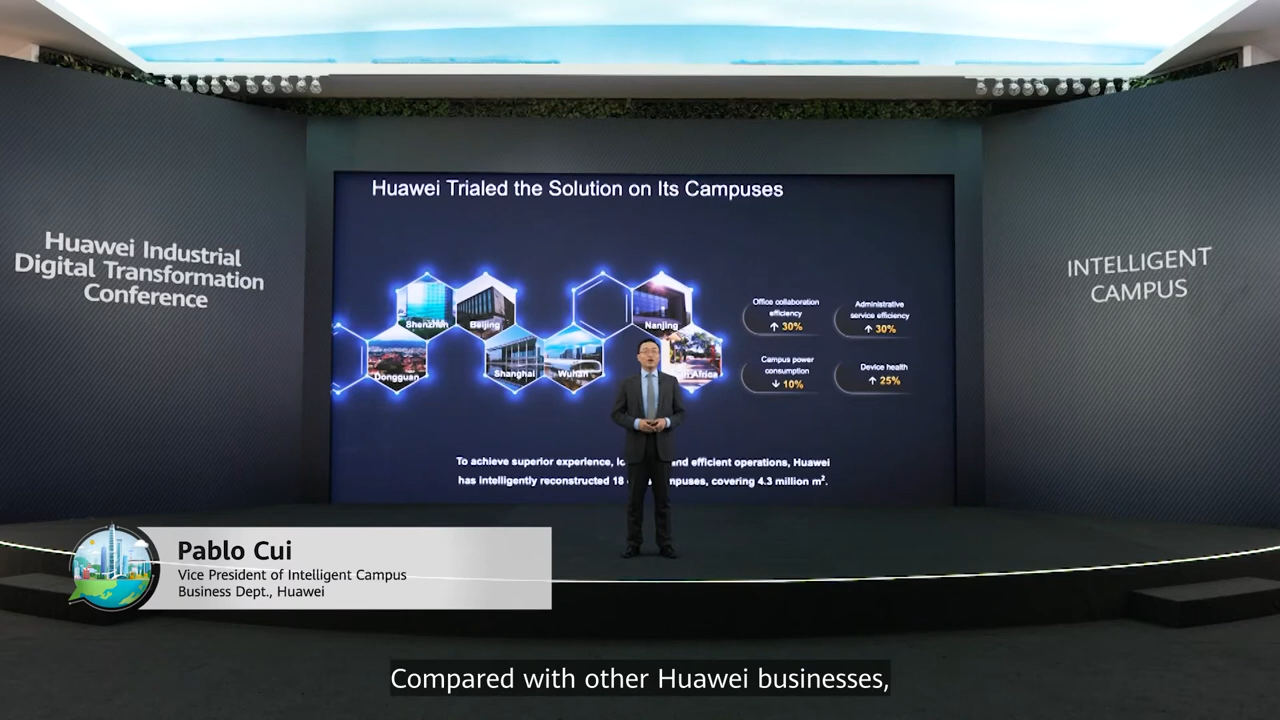 Huawei Industrial
Digital Transformation
Conference
Huawei Trialed the Solution on Its Campuses
Shenzhen
Beijing
Nanjing
Dongguan
Shanghai
Wuhan
Africa
Office collaboration
efficiency
↑ 30%
Administrative
service efficiency
↑ 30%
Campus power
consumption
↓ 10%
Device health
↑ 25%
To achieve superior experience, and efficient operations, Huawei
has intelligently reconstructed 18 covering 4.3 million m².
INTELLIGENT
CAMPUS
Pablo Cui
Vice President of Intelligent Campus
Business Dept., Huawei
Compared with other Huawei businesses,